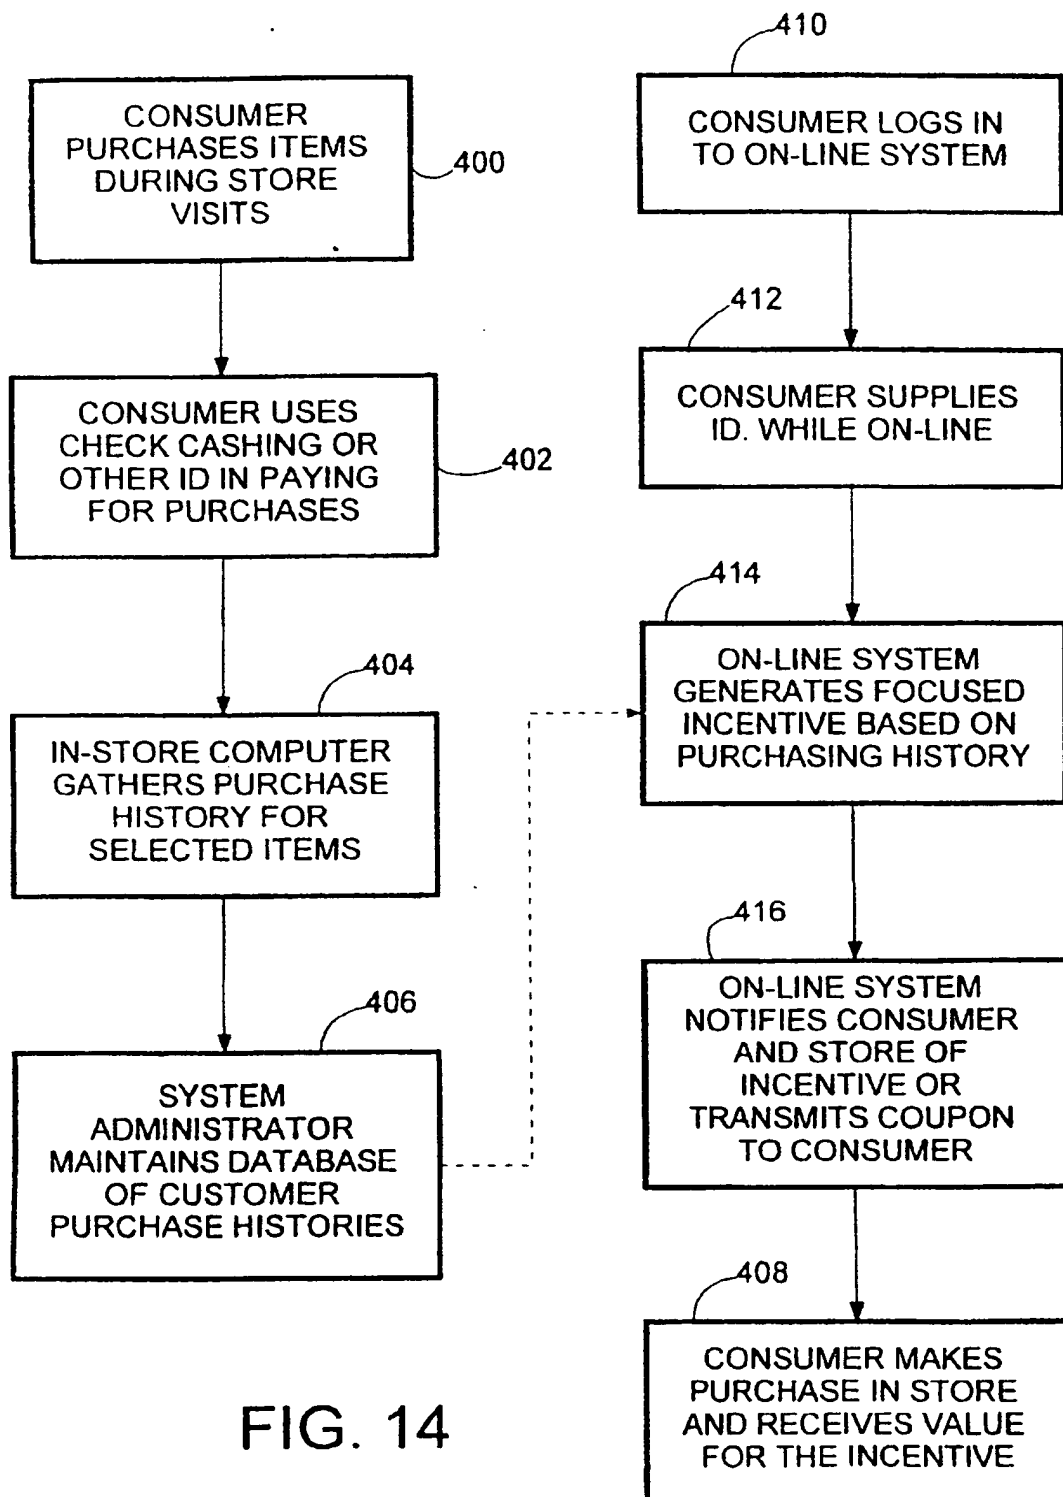 CONSUMER
PURCHASES ITEMS
DURING STORE
VISITS
400
CONSUMER USES
CHECK CASHING OR
OTHER ID IN PAYING
FOR PURCHASES
402
404
IN-STORE COMPUTER
GATHERS PURCHASE
HISTORY FOR
SELECTED ITEMS
406
SYSTEM
ADMINISTRATOR
MAINTAINS DATABASE
OF CUSTOMER
PURCHASE HISTORIES
410
CONSUMER LOGS IN
TO ON-LINE SYSTEM
412
CONSUMER SUPPLIES
ID. WHILE ON-LINE
414
ON-LINE SYSTEM
GENERATES FOCUSED
INCENTIVE BASED ON
PURCHASING HISTORY
416
ON-LINE SYSTEM
NOTIFIES CONSUMER
AND STORE OF
INCENTIVE OR
TRANSMITS COUPON
TO CONSUMER
408
CONSUMER MAKES
PURCHASE IN STORE
AND RECEIVES VALUE
FOR THE INCENTIVE
FIG. 14